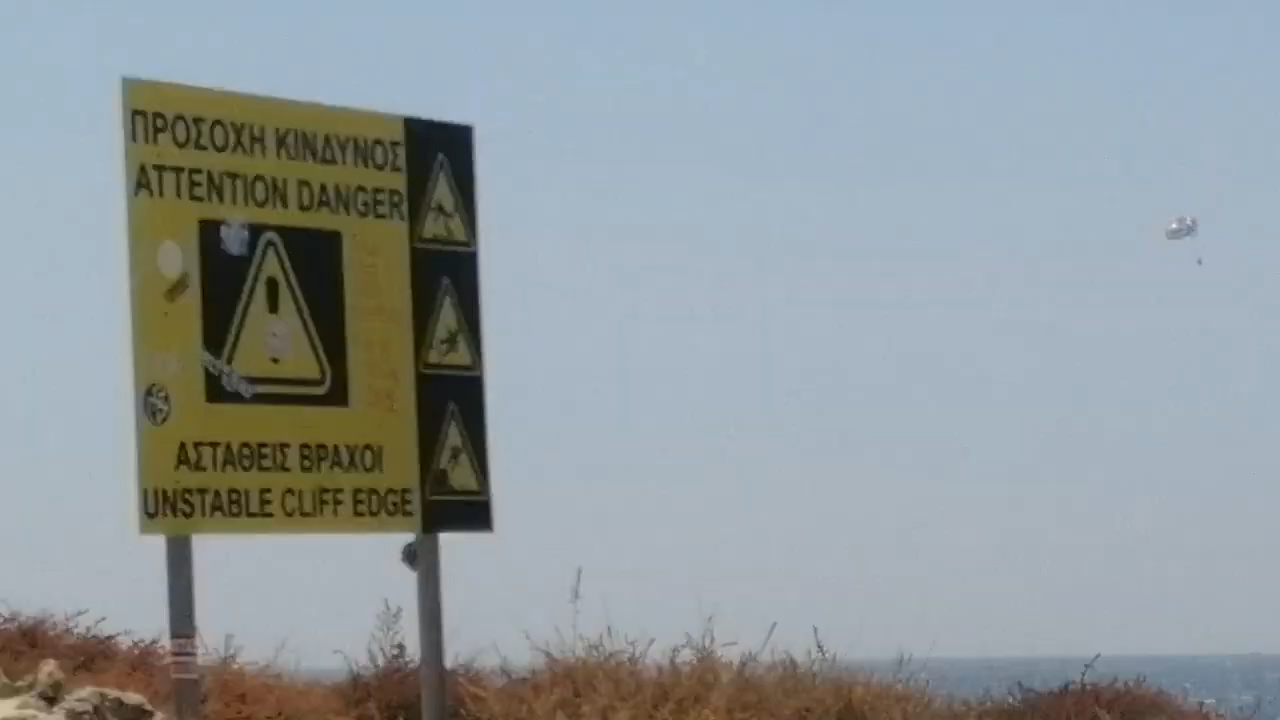 ΠΡΟΣΟΧΗ ΚΙΝΔΥΝΟΣ
ATTENTION DANGER
ΑΣΤΑΘΕΙΣ ΒΡΑΧΟΙ
UNSTABLE CLIFF EDGE